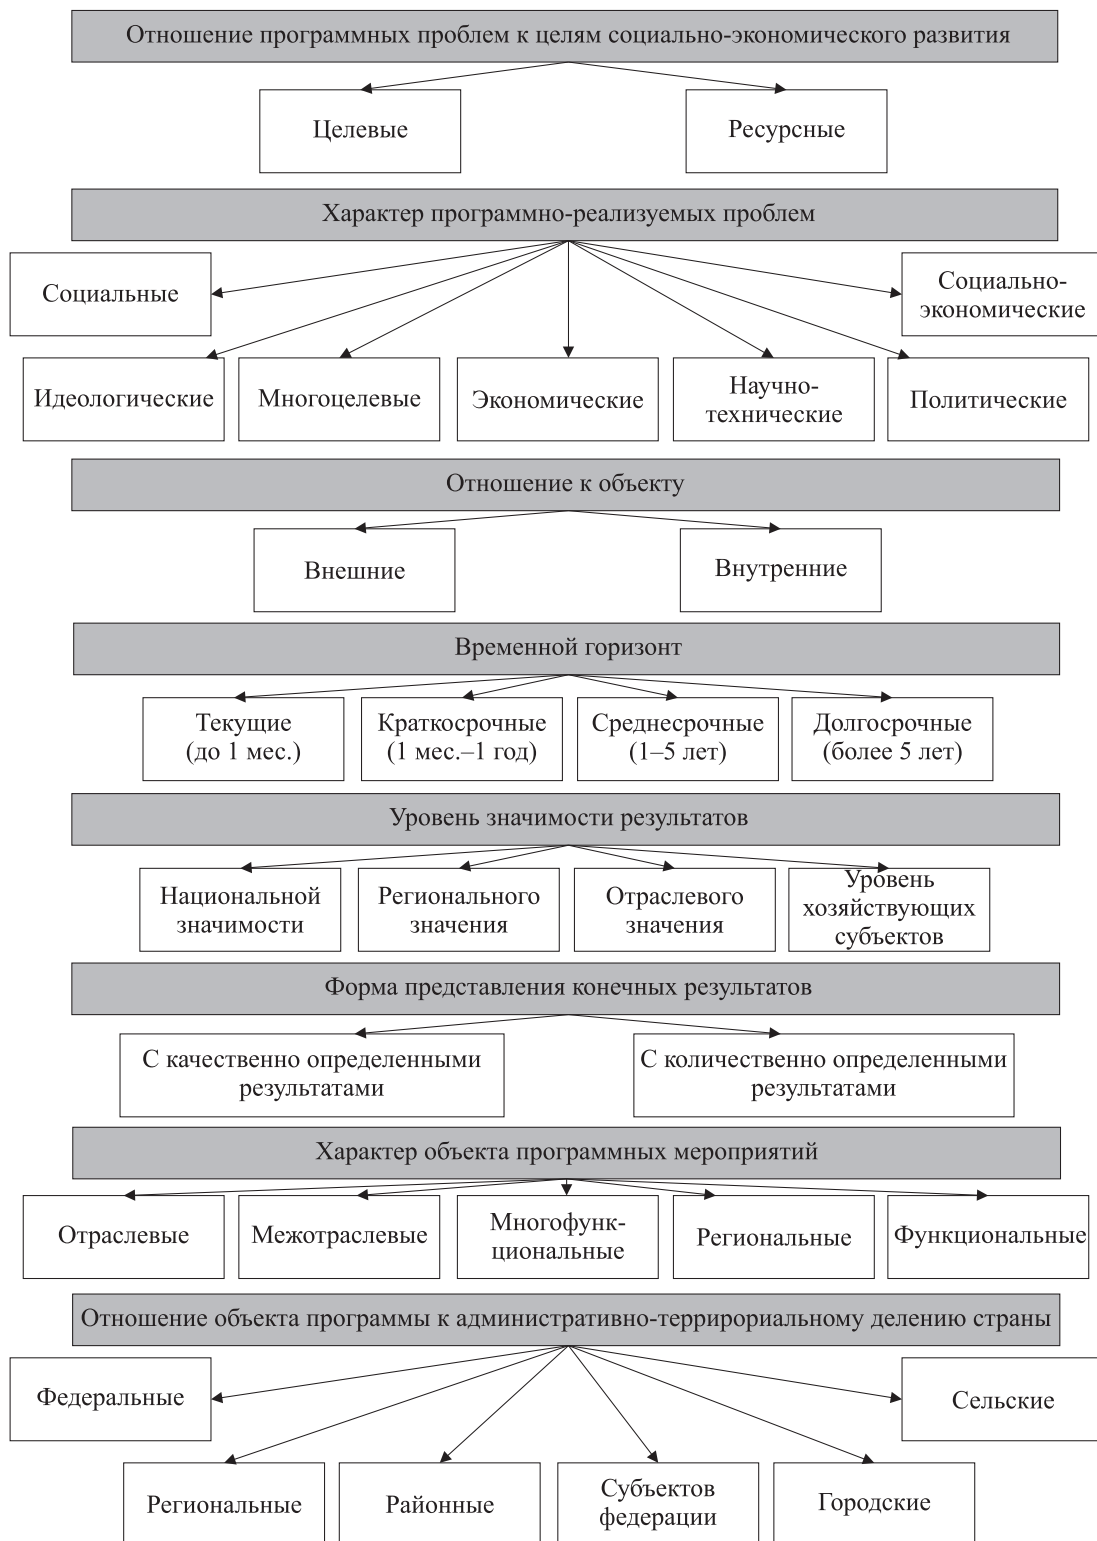 Отношение программных проблем к целям социально-экономического развития
Целевые
Ресурсные
Характер программно-реализуемых проблем
Социальные
Социально-
экономические
Идеологические
Многоцелевые
Экономические
Научно-
технические
Политические
Отношение к объекту
Внешние
Внутренние
Временной горизонт
Текущие
(до 1 мес.)
Краткосрочные
(1 мес.–1 год)
Среднесрочные
(1–5 лет)
Долгосрочные
(более 5 лет)
Уровень значимости результатов
Национальной
значимости
Регионального
значения
Отраслевого
значения
Уровень
хозяйствующих
субъектов
Форма представления конечных результатов
С качественно определенными
результатами
С количественно определенными
результатами
Характер объекта программных мероприятий
Отраслевые
Межотраслевые
Многофунк-
циональные
Региональные
Функциональные
Отношение объекта программы к административно-террирориальному делению страны
Федеральные
Сельские
Региональные
Районные
Субъектов
федерации
Городские